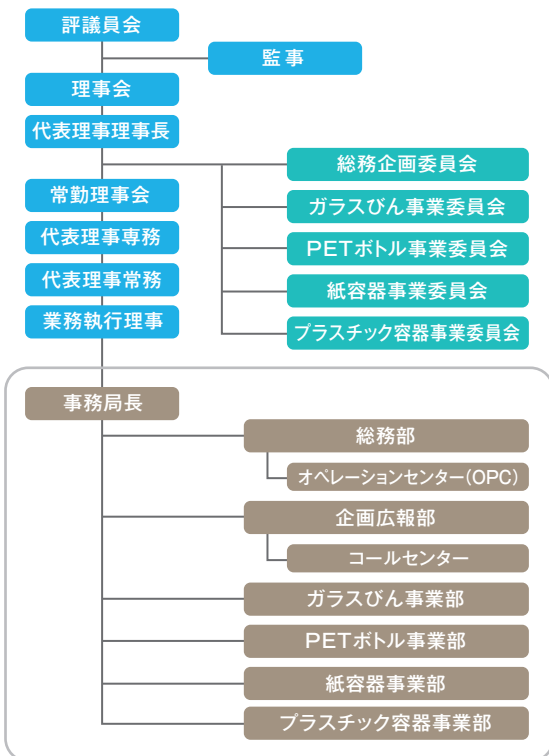 評議員会
監事
理事会
代表理事理事長
総務企画委員会
常勤理事会
ガラスびん事業委員会
代表理事専務
PETボトル事業委員会
代表理事常務
紙容器事業委員会
業務執行理事
プラスチック容器事業委員会
事務局長
総務部
オペレーションセンター(OPC)
企画広報部
コールセンター
ガラスびん事業部
PETボトル事業部
紙容器事業部
プラスチック容器事業部